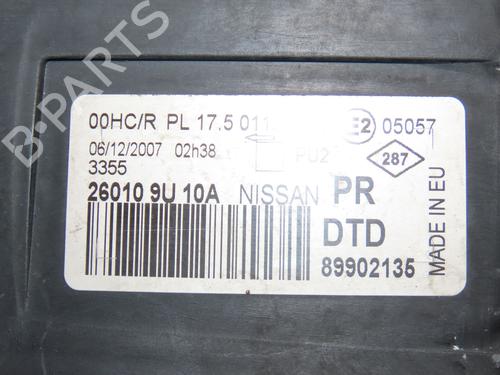 00HC/R PL 17.5 011
E2 05057
06/12/2007 02h38
PU2
287
3355
26010 9U 10A NISSAN PR
DTD
89902135
MADE IN EU
B-PARTS